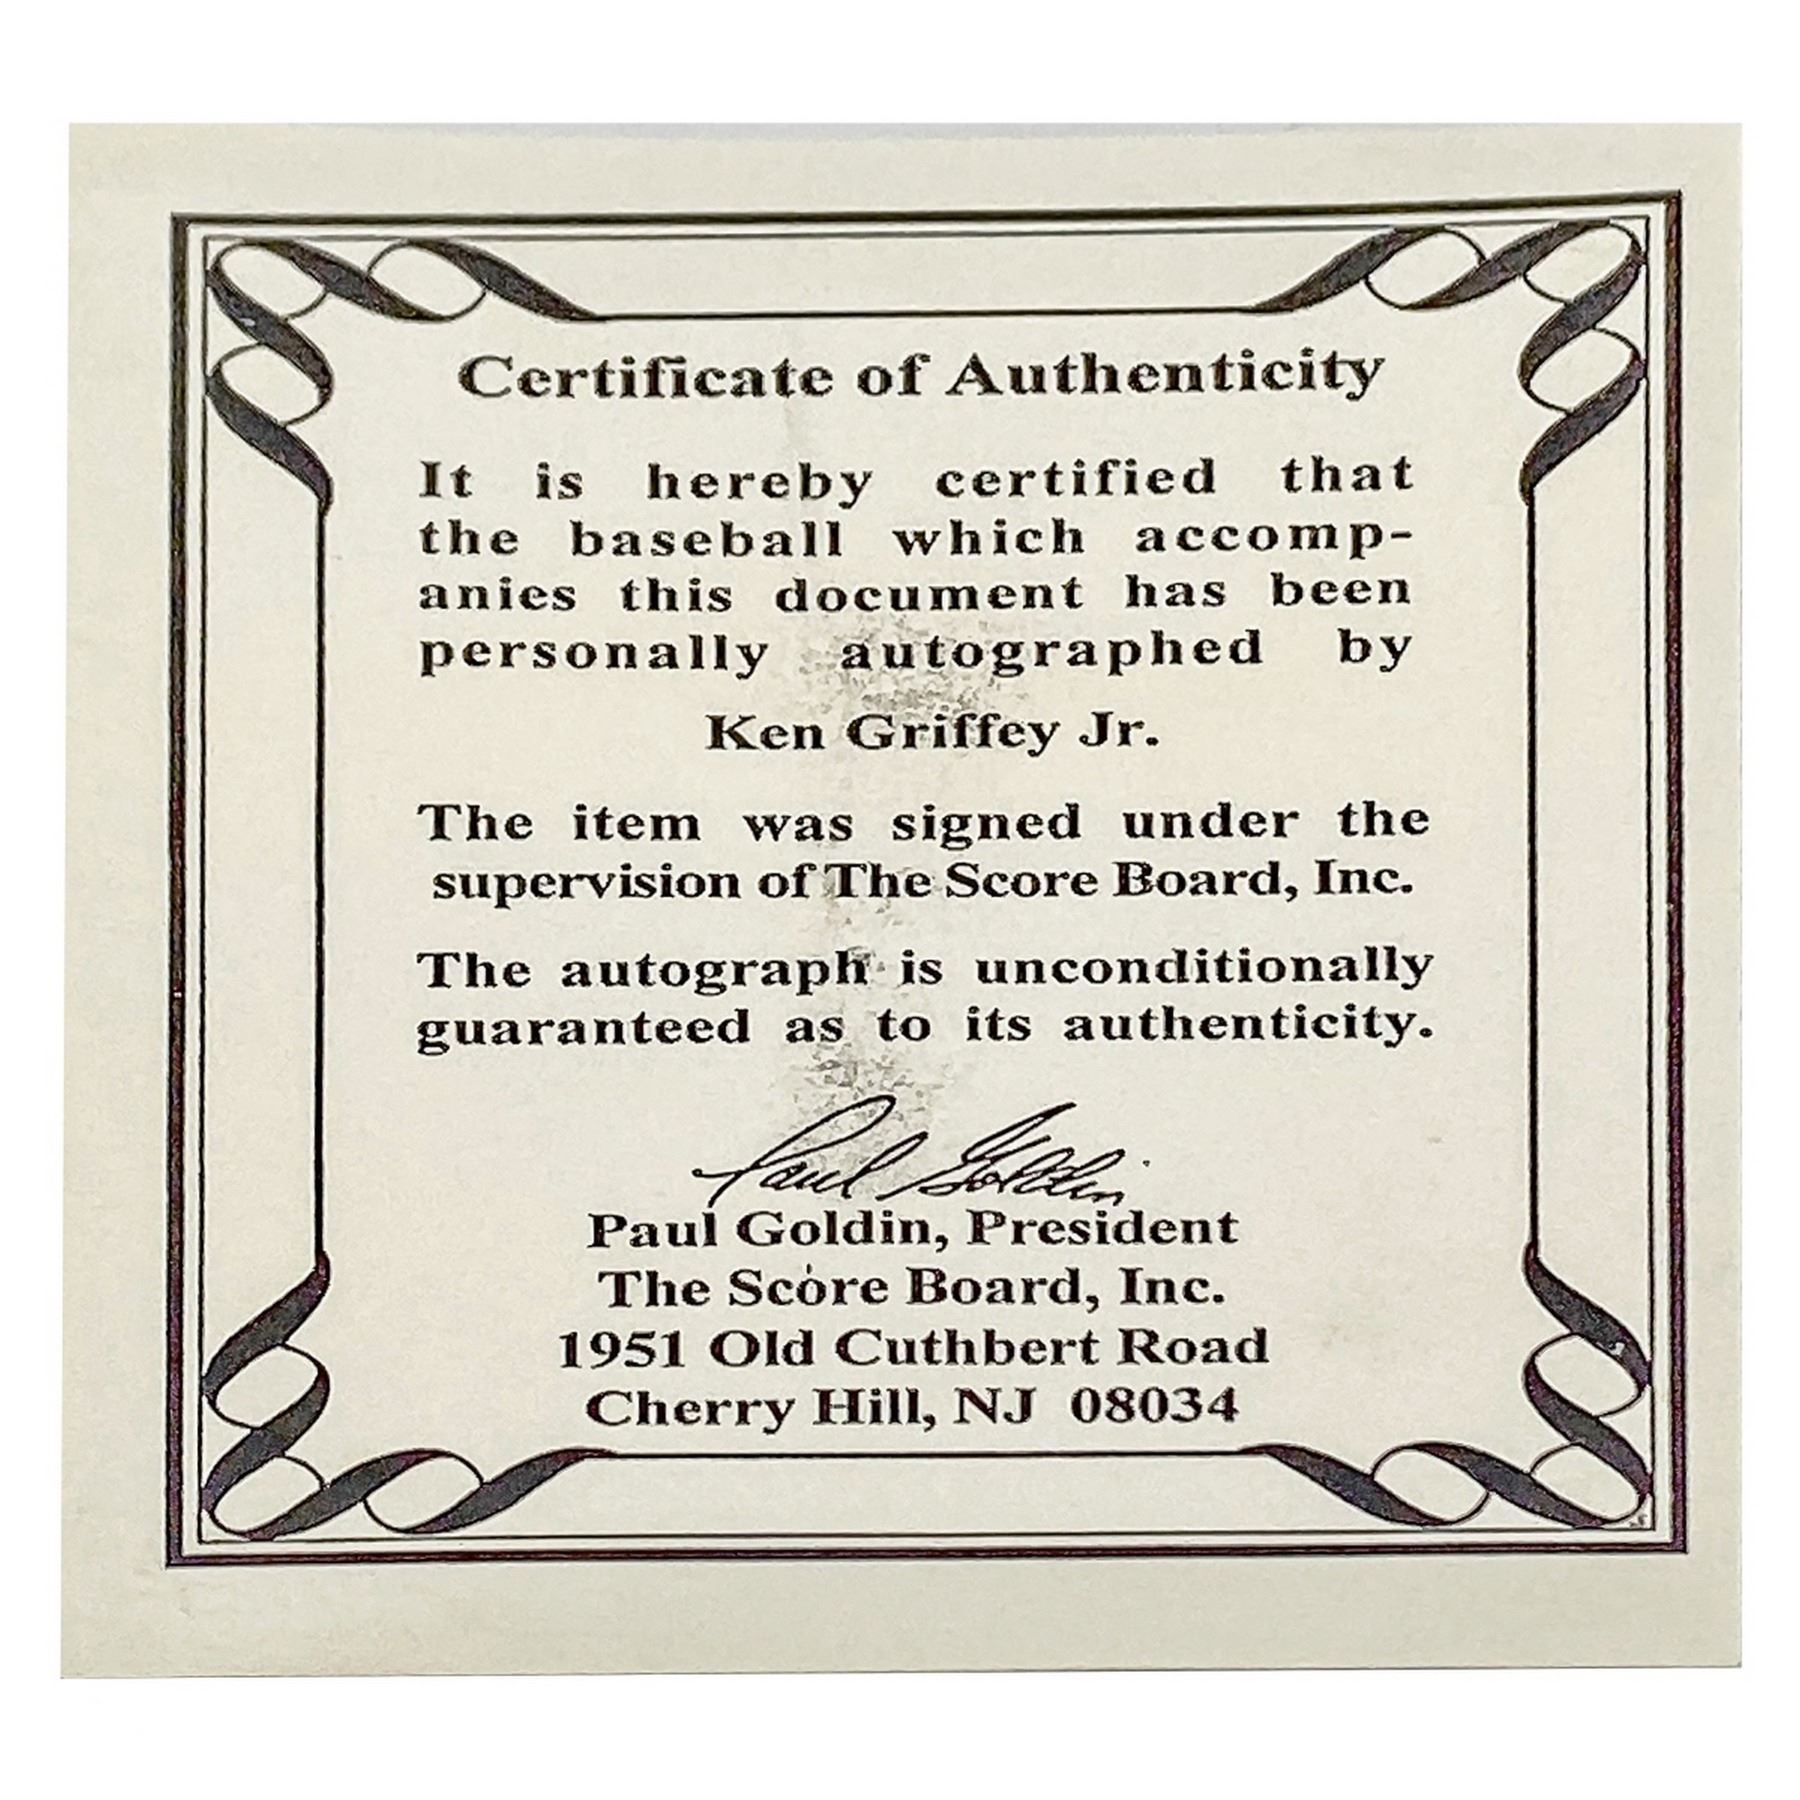 Certificate of Authenticity
It is hereby certified that
the baseball which accomp-
anies this document has been
personally autographed by
Ken Griffey Jr.
The item was signed under the
supervision of The Score Board, Inc.
The autograph is unconditionally
guaranteed as to its authenticity.
Paul Goldin
Paul Goldin, President
The Score Board, Inc.
1951 Old Cuthbert Road
Cherry Hill, NJ 08034